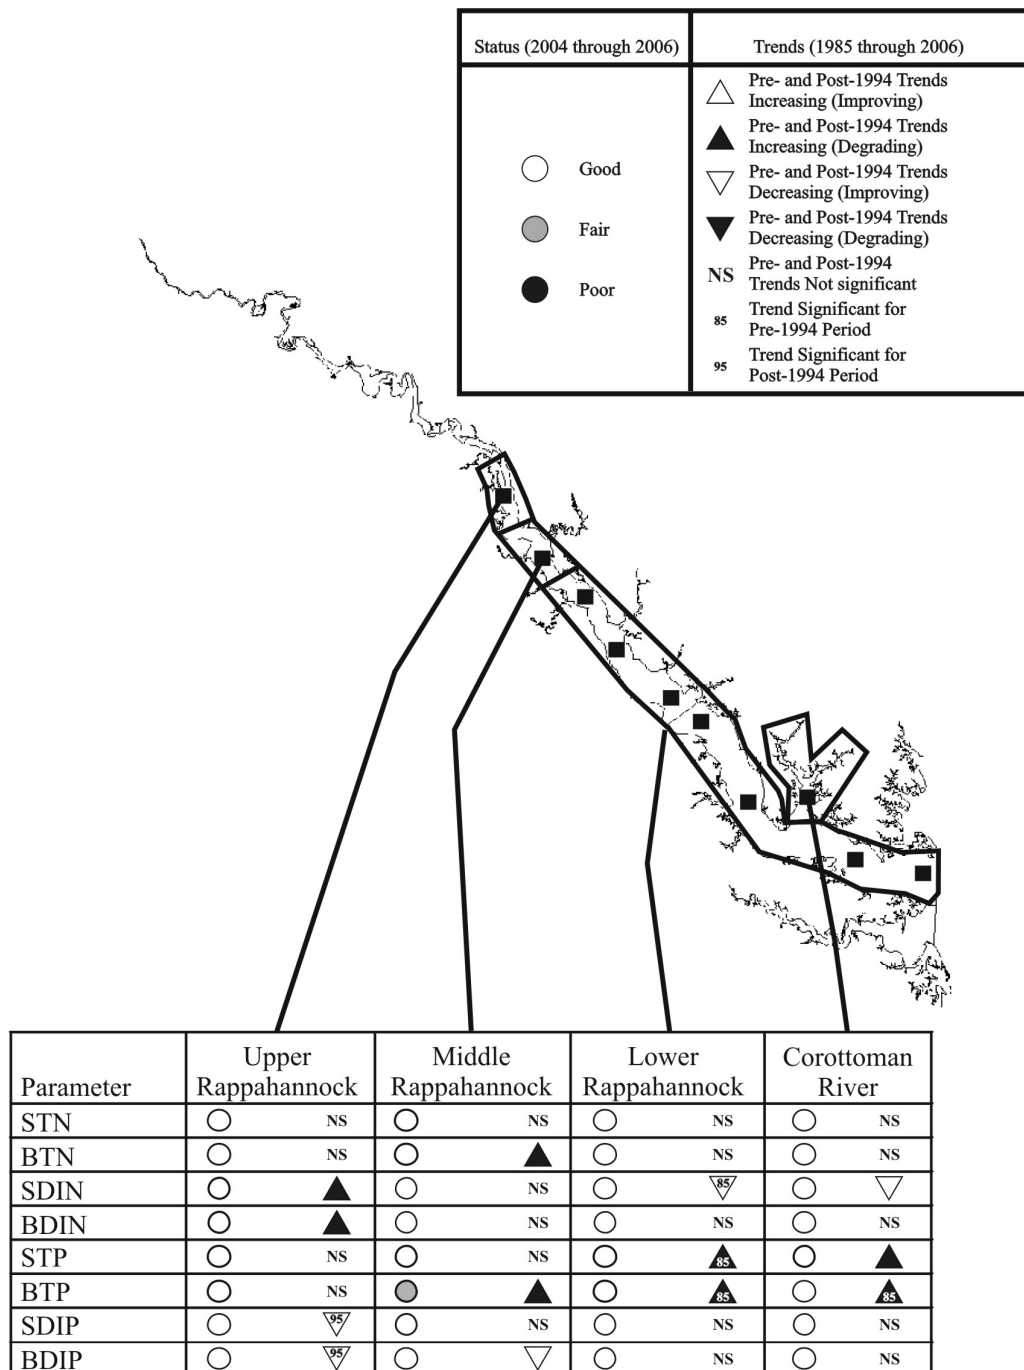 Status (2004 through 2006) Trends (1985 through 2006)
Pre- and Post-1994 Trends
Increasing (Improving)
Pre- and Post-1994 Trends
Increasing (Degrading)
Good
Pre- and Post-1994 Trends
Decreasing (Improving)
Fair
Pre- and Post-1994 Trends
Decreasing (Degrading)
Poor
NS Pre- and Post-1994
Trends Not significant
85 Trend Significant for
Pre-1994 Period
95 Trend Significant for
Post-1994 Period
Parameter Upper Rappahannock Middle Rappahannock Lower Rappahannock Corottoman River
STN NS NS NS NS
BTN NS NS NS
SDIN NS 85
BDIN NS NS NS
STP NS NS 85
BTP NS 85 85
SDIP 95 NS NS NS
BDIP 95 NS NS